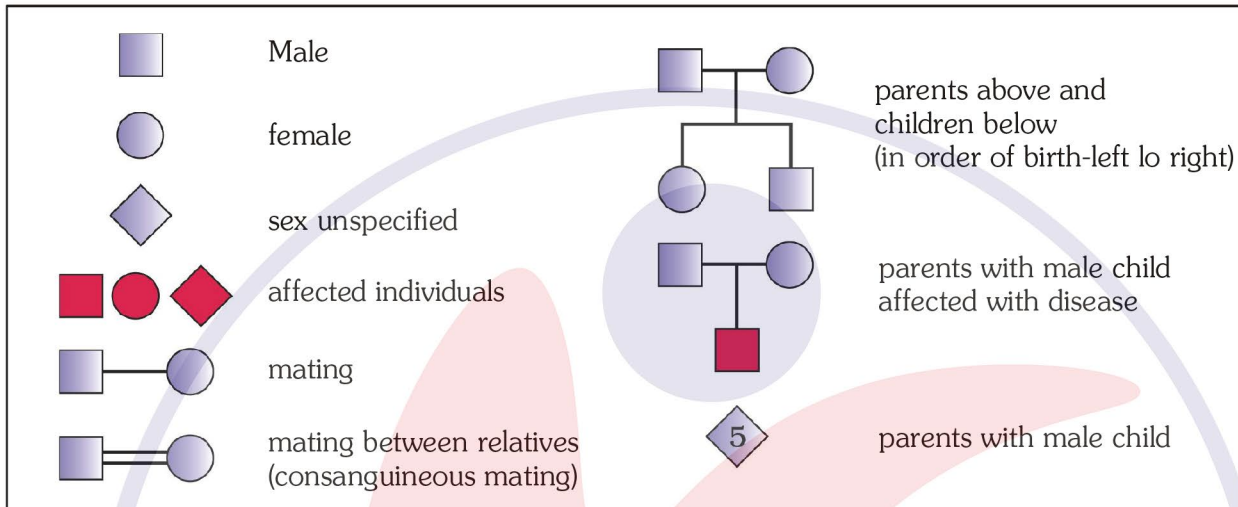 Male
female
sex unspecified
affected individuals
mating
mating between relatives
(consanguineous mating)
parents above and
children below
(in order of birth-left lo right)
parents with male child
affected with disease
5
parents with male child